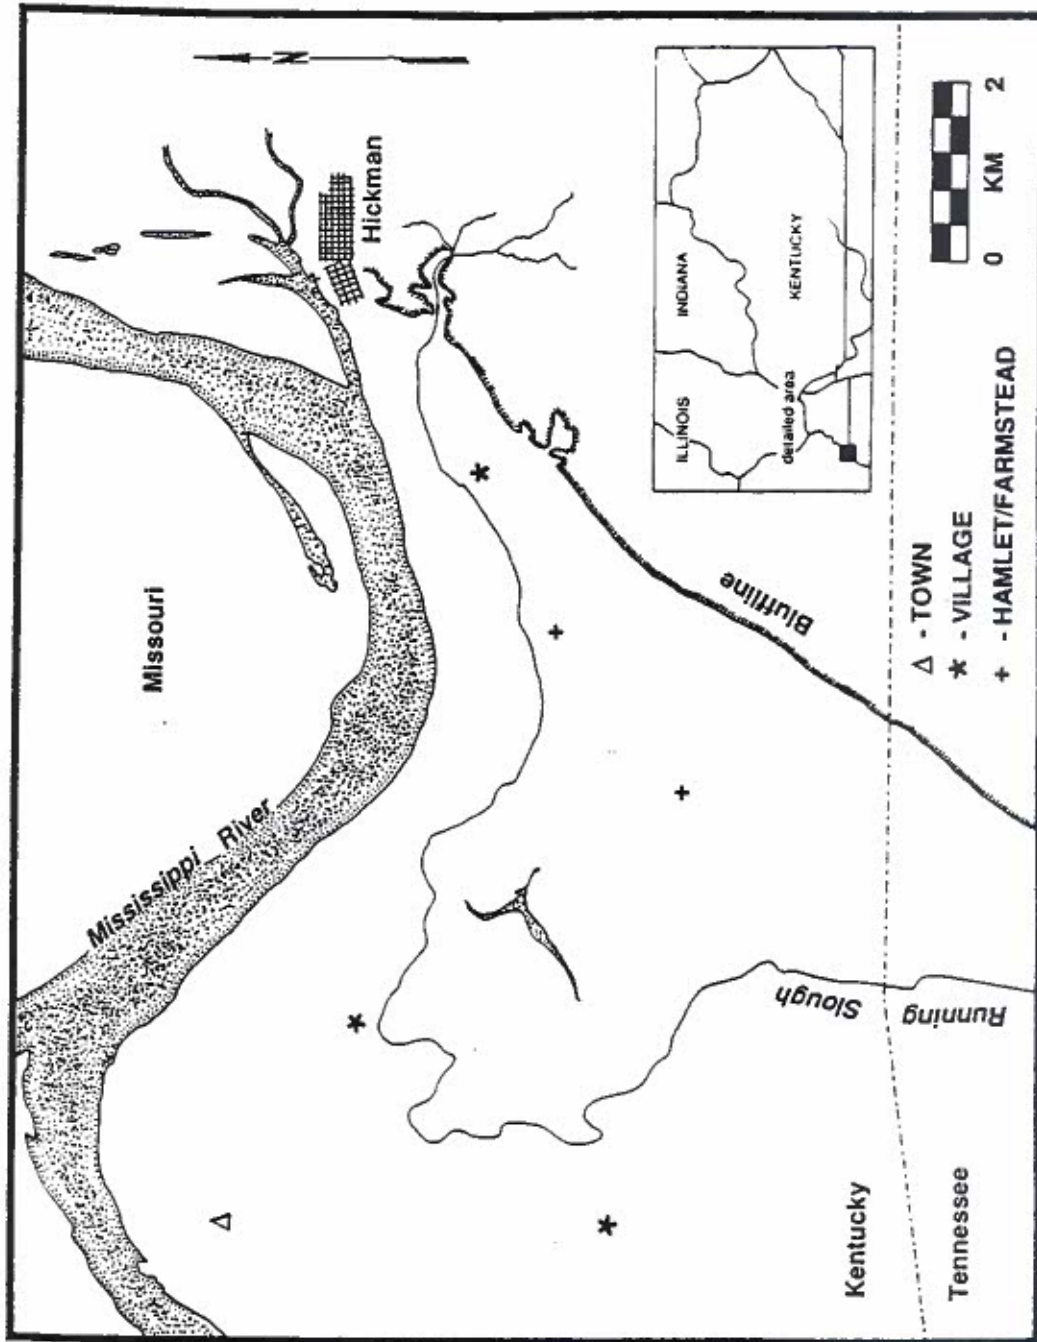 Missouri
Mississippi River
N
Hickman
Bluffline
Running
Slough
Kentucky
Tennessee
ILLINOIS
INDIANA
KENTUCKY
detailed area
Δ - TOWN
* - VILLAGE
+ - HAMLET/FARMSTEAD
0 KM 2